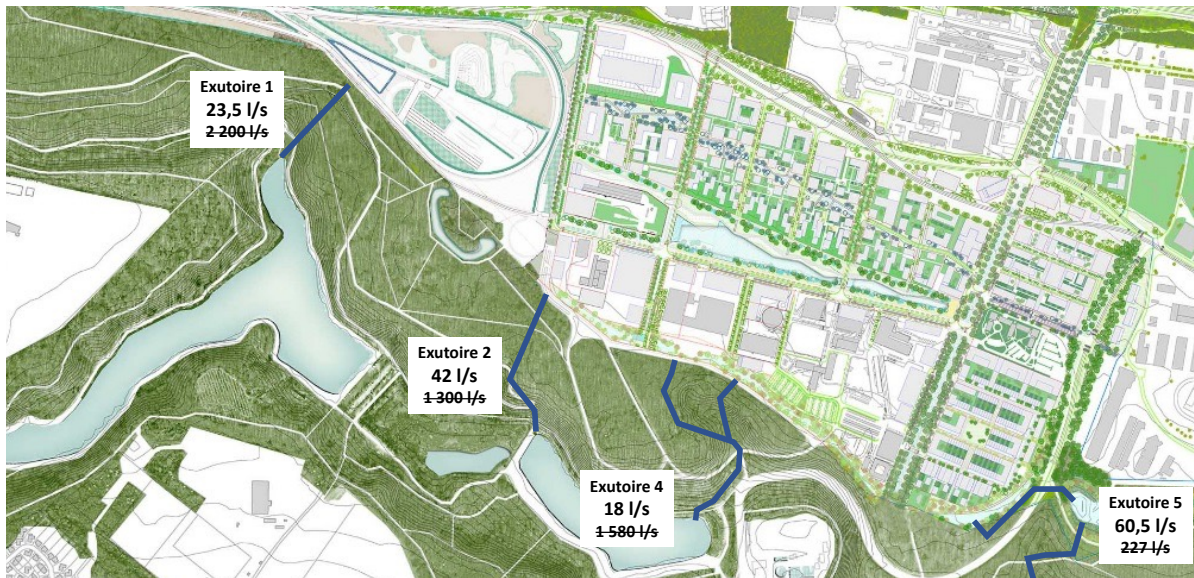 Exutoire 1
23,5 l/s
2 200 l/s
Exutoire 2
42 l/s
1 300 l/s
Exutoire 4
18 l/s
1 580 l/s
Exutoire 5
60,5 l/s
227 l/s